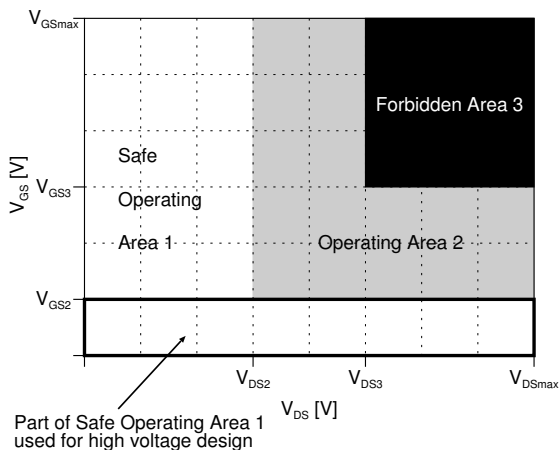 V_GSmax
Forbidden Area 3
Safe
V_GS [V]
V_GS3
Operating
Area 1
Operating Area 2
V_GS2
V_DS2
V_DS3
V_DSmax
V_DS [V]
Part of Safe Operating Area 1
used for high voltage design